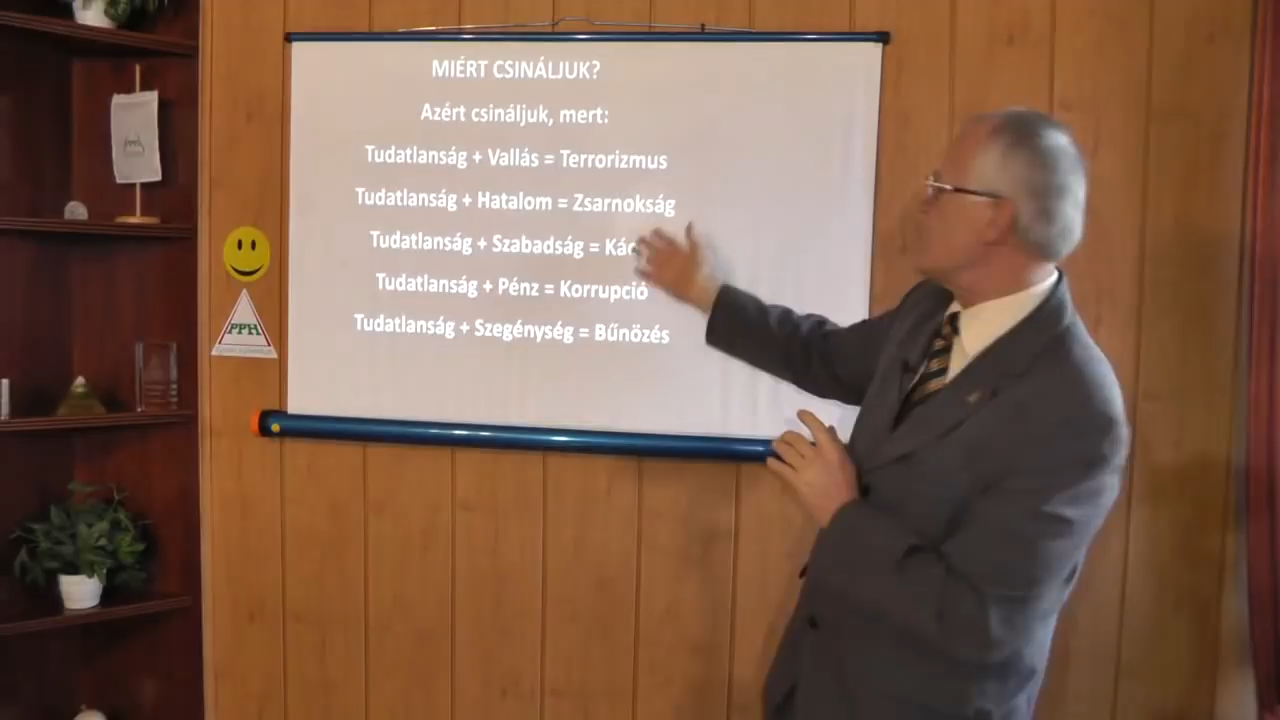 MIÉRT CSINÁLJUK?
Azért csináljuk, mert:
Tudatlanság + Vallás = Terrorizmus
Tudatlanság + Hatalom = Zsarnokság
Tudatlanság + Szabadság =
Tudatlanság + Pénz = Korrupció
Tudatlanság + Szegénység = Bűnözés
PPH